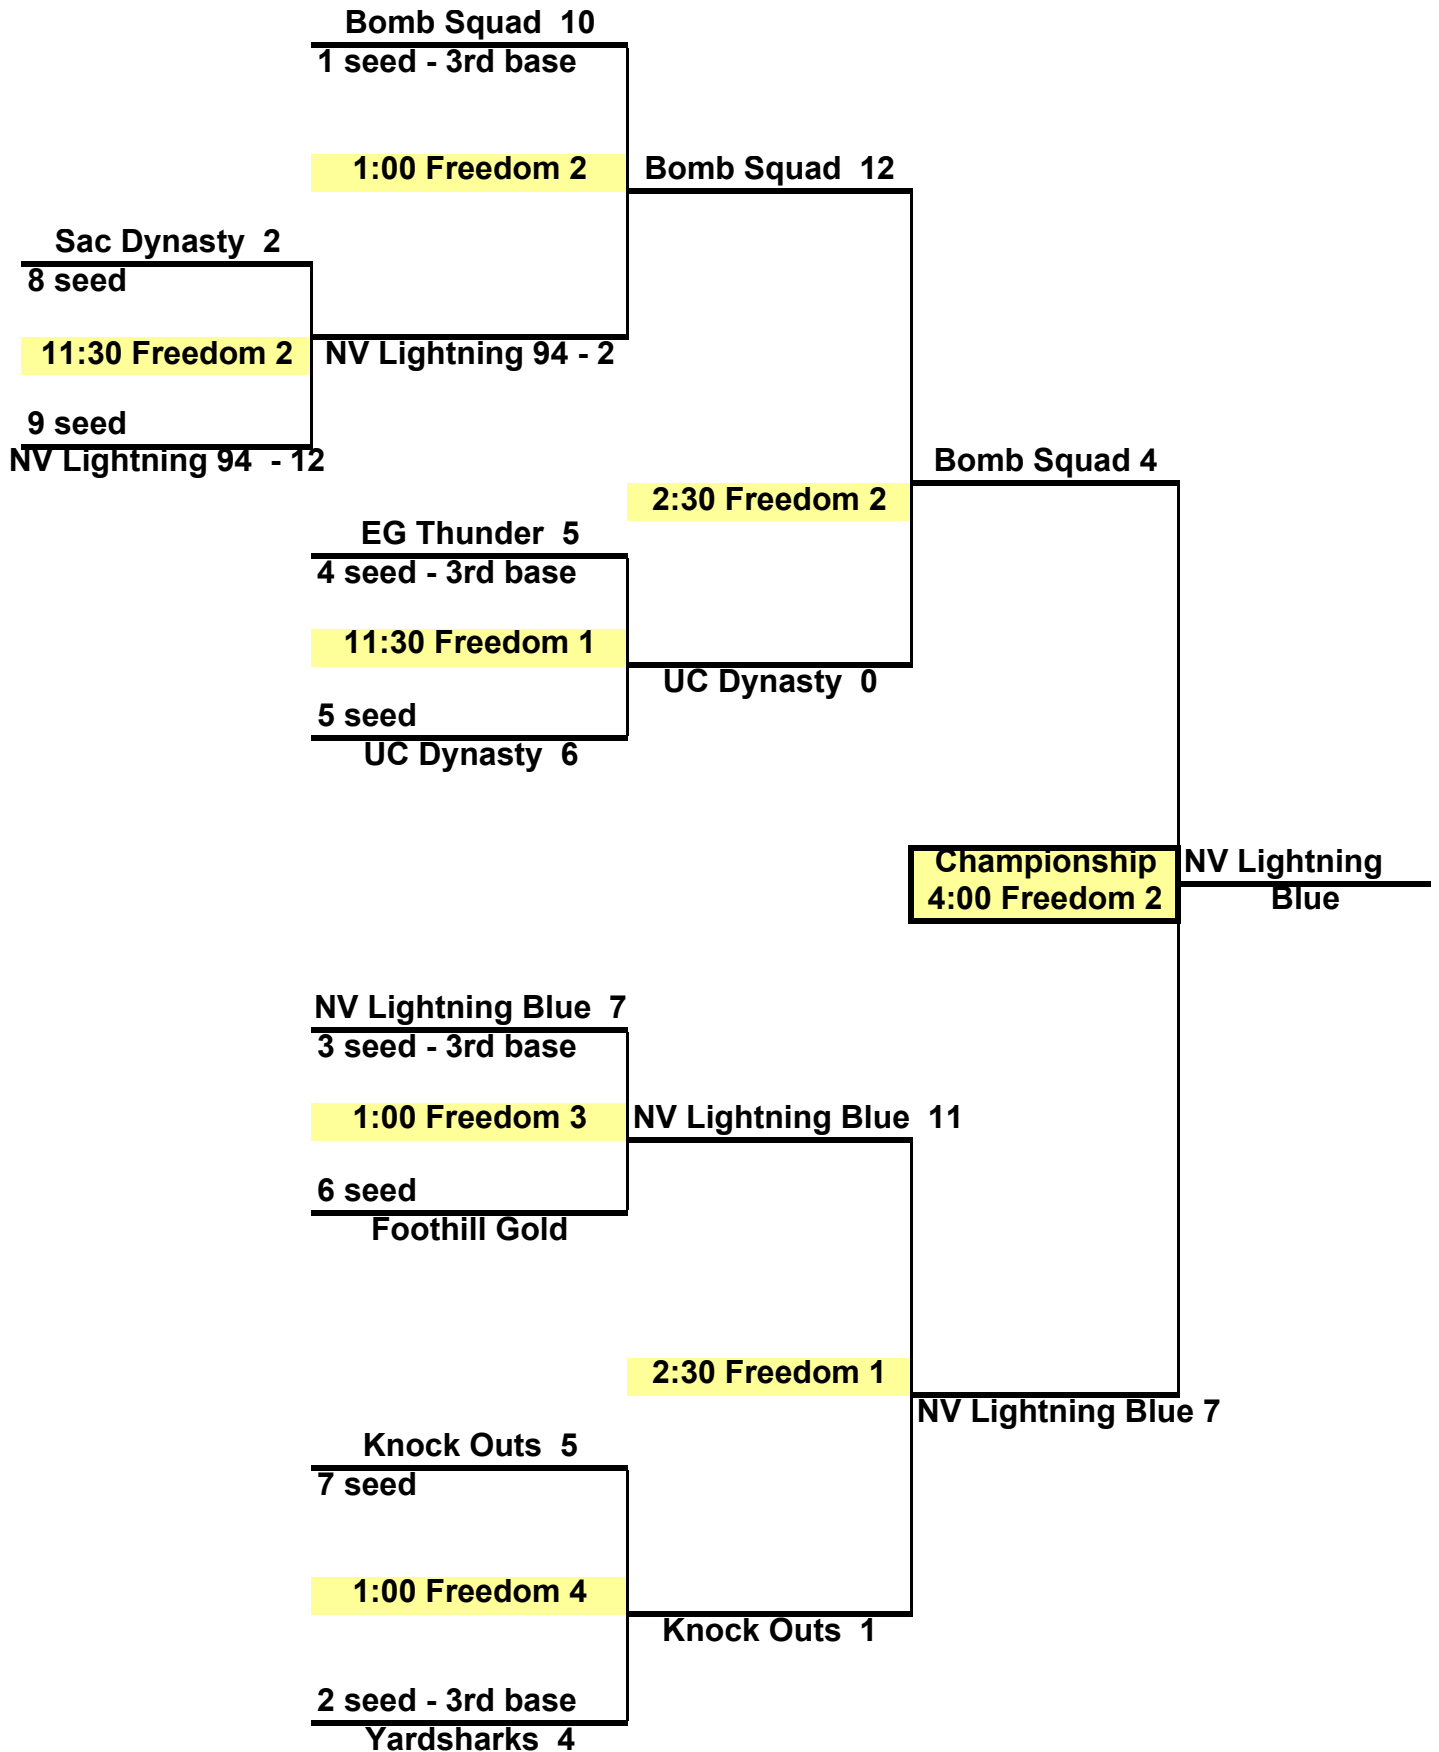 Bomb Squad 10
1 seed - 3rd base
1:00 Freedom 2
Bomb Squad 12
Sac Dynasty 2
8 seed
11:30 Freedom 2
NV Lightning 94 - 2
9 seed
NV Lightning 94 - 12
Bomb Squad 4
2:30 Freedom 2
EG Thunder 5
4 seed - 3rd base
11:30 Freedom 1
UC Dynasty 0
5 seed
UC Dynasty 6
Championship
4:00 Freedom 2
NV Lightning
Blue
NV Lightning Blue 7
3 seed - 3rd base
1:00 Freedom 3
NV Lightning Blue 11
6 seed
Foothill Gold
2:30 Freedom 1
NV Lightning Blue 7
Knock Outs 5
7 seed
1:00 Freedom 4
Knock Outs 1
2 seed - 3rd base
Yardsharks 4